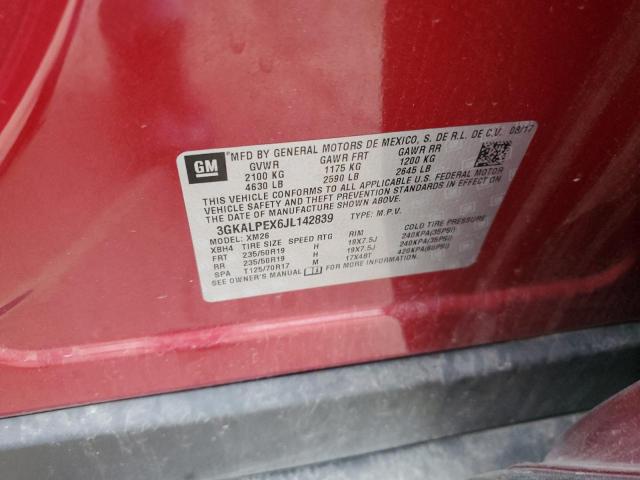 GM
MFD BY GENERAL MOTORS DE MEXICO, S. DE R.L. DE C.V. 08/17
GVWR GAWR FRT GAWR RR
2100 KG 1175 KG 1200 KG
4630 LB 2590 LB 2645 LB
THIS VEHICLE CONFORMS TO ALL APPLICABLE U.S. FEDERAL MOTOR
VEHICLE SAFETY AND THEFT PREVENTION STANDARDS IN EFFECT ON
THE DATE OF MANUFACTURE SHOWN ABOVE.
3GKALPEX6JL142839 TYPE: M.P.V.
MODEL: XM26
XBH4 TIRE SIZE SPEED RTG RIM COLD TIRE PRESSURE
FRT 235/50R19 H 19X7.5J 240KPA(35PSI)
RR 235/50R19 H 19X7.5J 240KPA(35PSI)
SPA T125/70R17 M 17X4BT 420KPA(60PSI)
SEE OWNER'S MANUAL